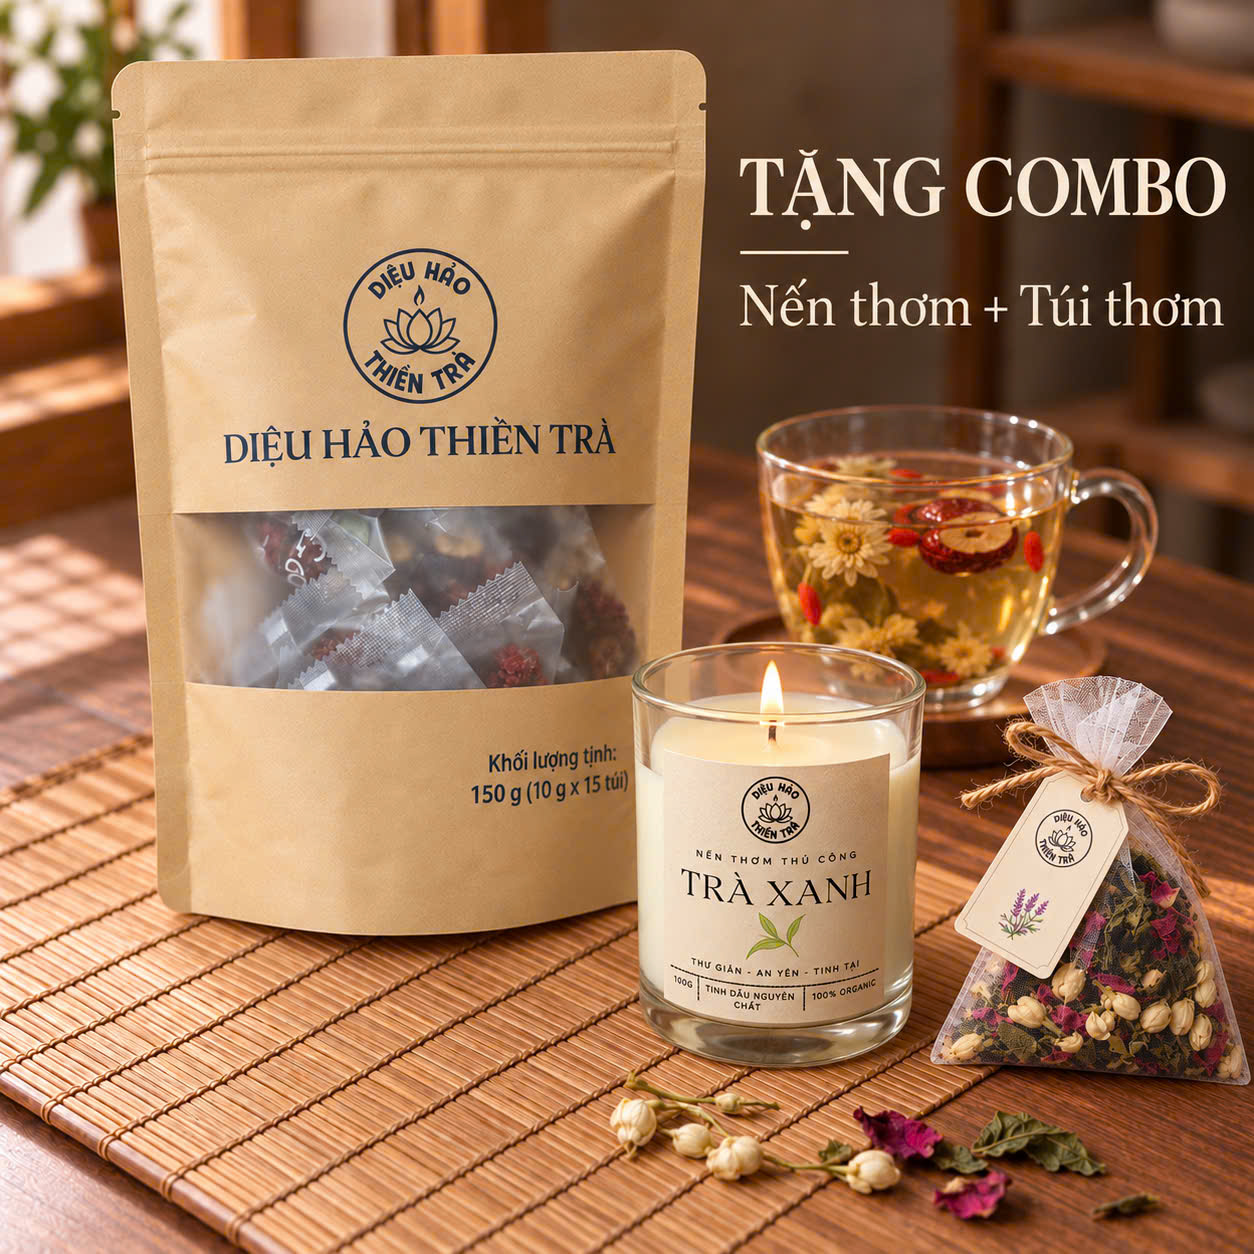 TẶNG COMBO
Nến thơm + Túi thơm
DIỆU HẢO
THIỀN TRÀ
DIỆU HẢO THIỀN TRÀ
Khối lượng tịnh:
150 g (10 g x 15 túi)
DIỆU HẢO
THIỀN TRÀ
NẾN THƠM THỦ CÔNG
TRÀ XANH
THƯ GIÃN - AN YÊN - TỊNH TẠI
100G
TINH DẦU NGUYÊN
CHẤT
100% ORGANIC
DIỆU HẢO
THIỀN TRÀ